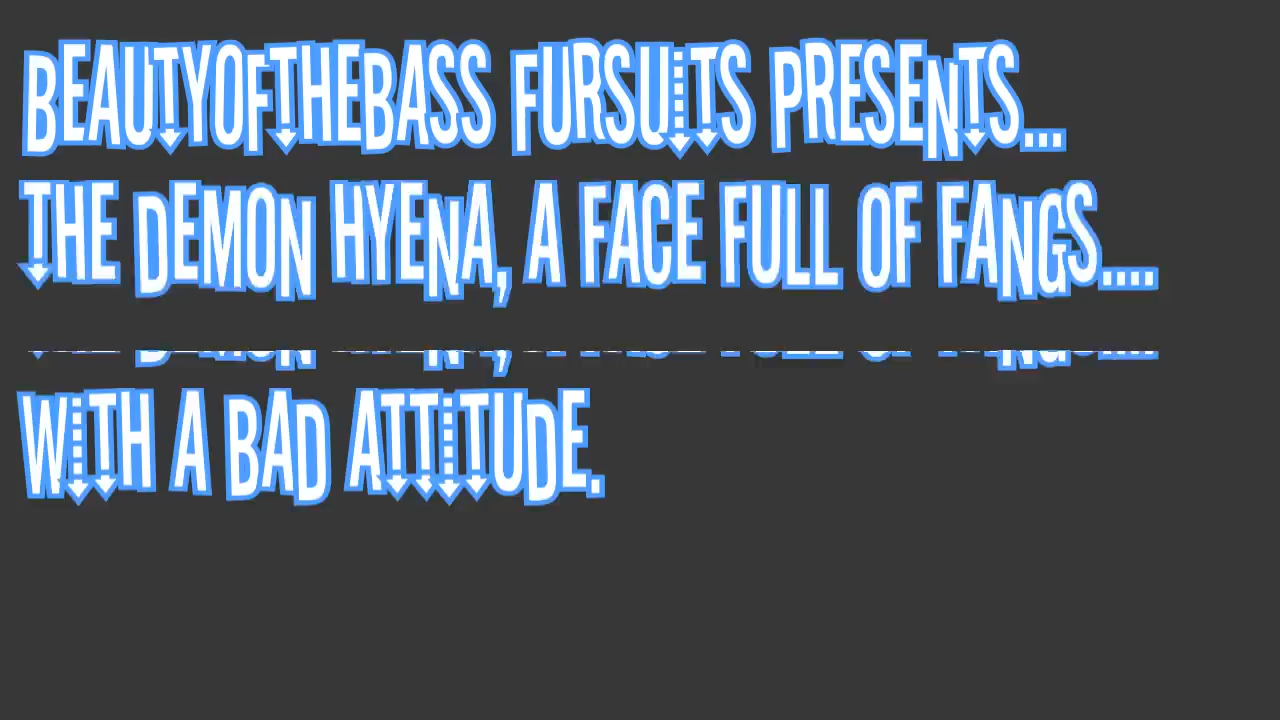 BEAUTYOFTHEBASS FURSUITS PRESENTS...
THE DEMON HYENA, A FACE FULL OF FANGS....
WITH A BAD ATTITUDE.